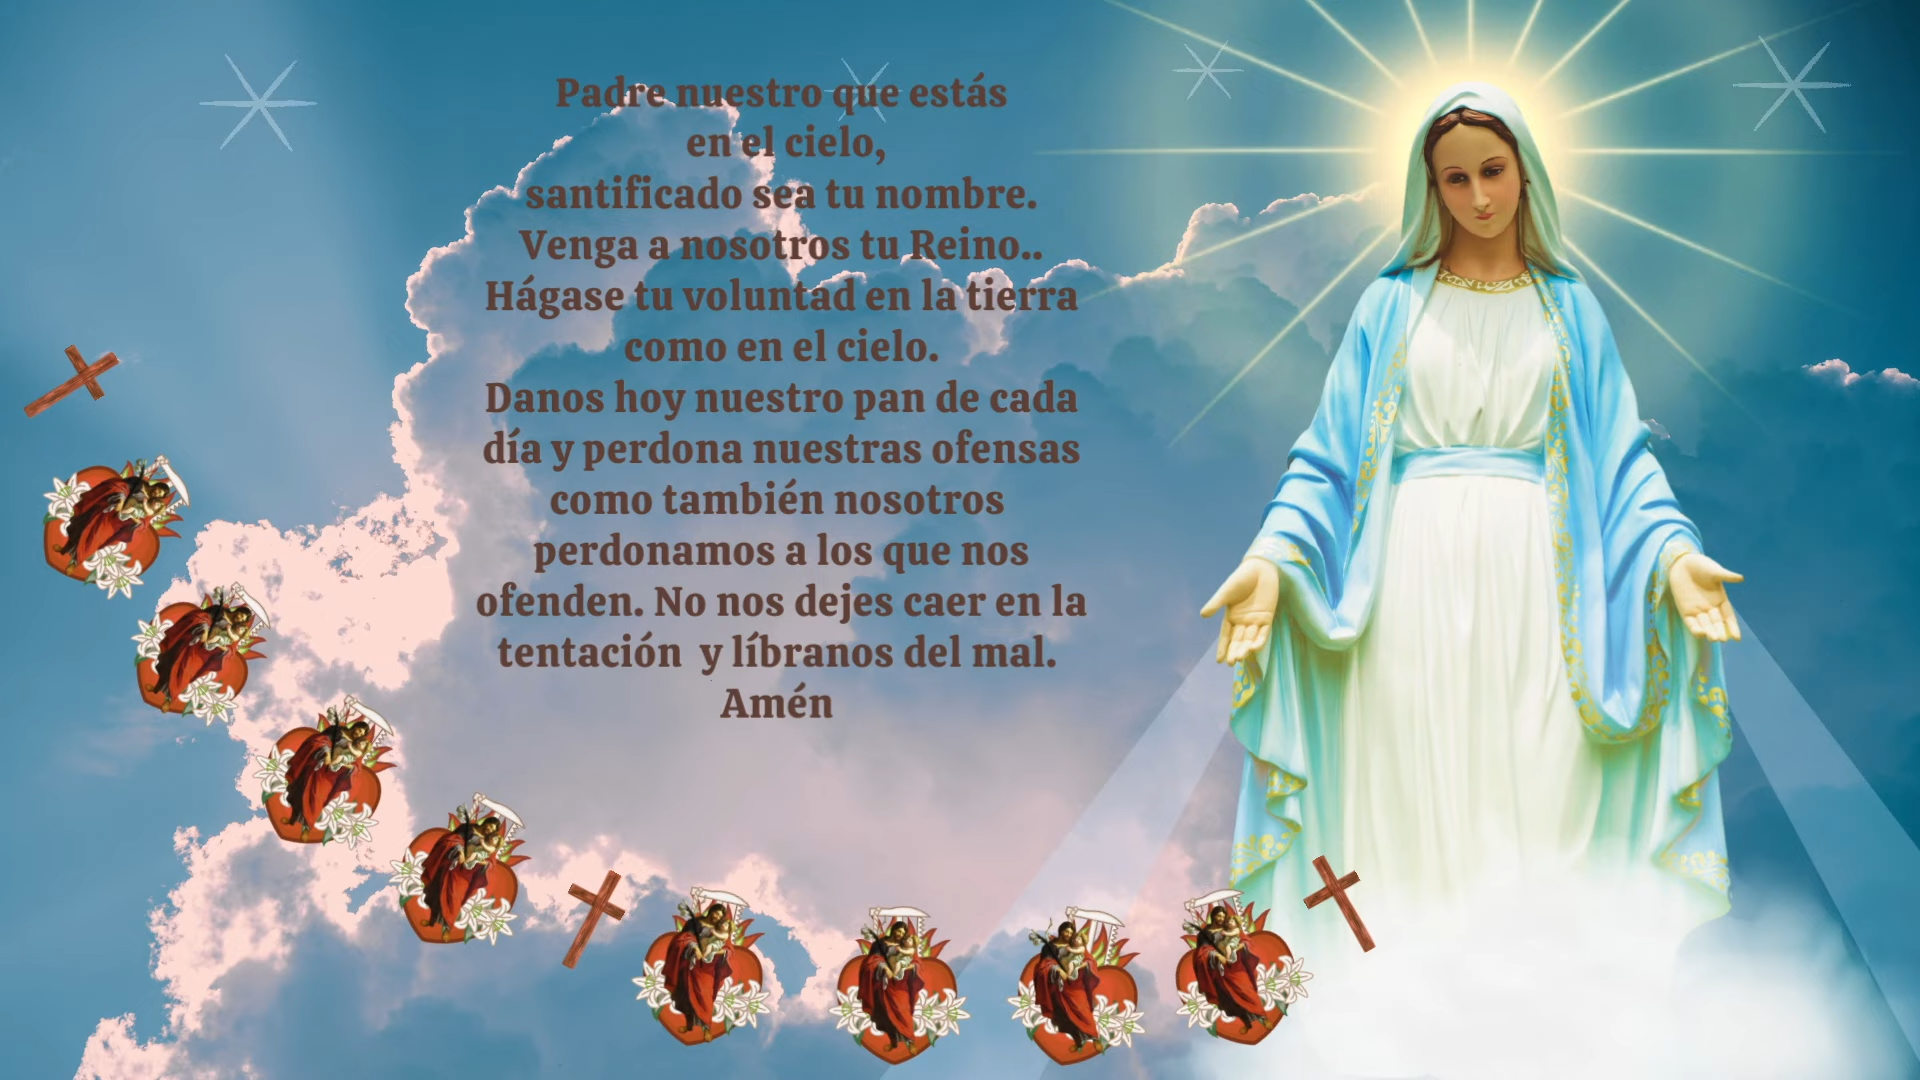 Padre nuestro que estás
en el cielo,
santificado sea tu nombre.
Venga a nosotros tu Reino..
Hágase tu voluntad en la tierra
como en el cielo.
Danos hoy nuestro pan de cada
día y perdona nuestras ofensas
como también nosotros
perdonamos a los que nos
ofenden. No nos dejes caer en la
tentación  y líbranos del mal.
Amén